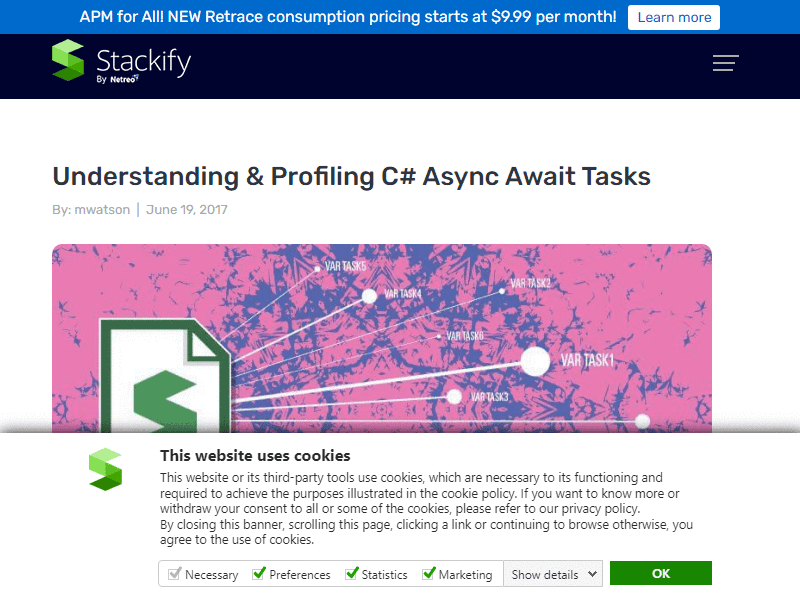 APM for All! NEW Retrace consumption pricing starts at $9.99 per month! Learn more
Stackify
By Netreo
Understanding & Profiling C# Async Await Tasks
By: mwatson | June 19, 2017
VAR TASK5
VAR TASK4
VAR TASK2
VAR TASK6
VAR TASK1
VAR TASK3
This website uses cookies
This website or its third-party tools use cookies, which are necessary to its functioning and
required to achieve the purposes illustrated in the cookie policy. If you want to know more or
withdraw your consent to all or some of the cookies, please refer to our privacy policy.
By closing this banner, scrolling this page, clicking a link or continuing to browse otherwise, you
agree to the use of cookies.
Necessary Preferences Statistics Marketing Show details OK